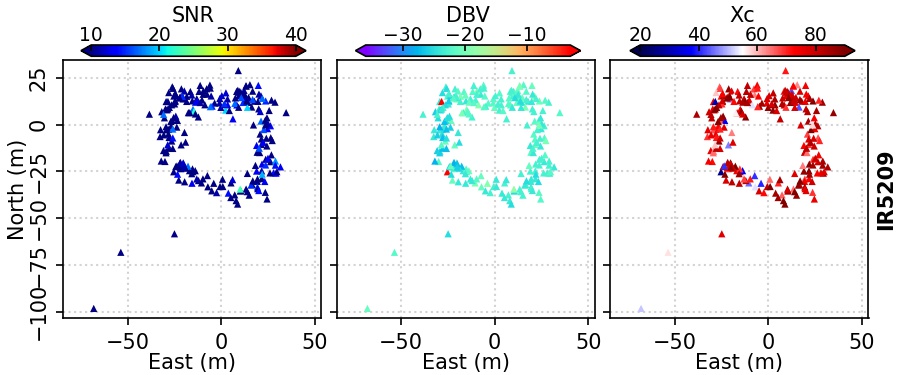 SNR DBV Xc
10 20 30 40 −30 −20 −10 20 40 60 80
North (m)
25
0
−25
−50
−75
−100
−50 0 50 −50 0 50 −50 0 50
East (m) East (m) East (m)
IR5209